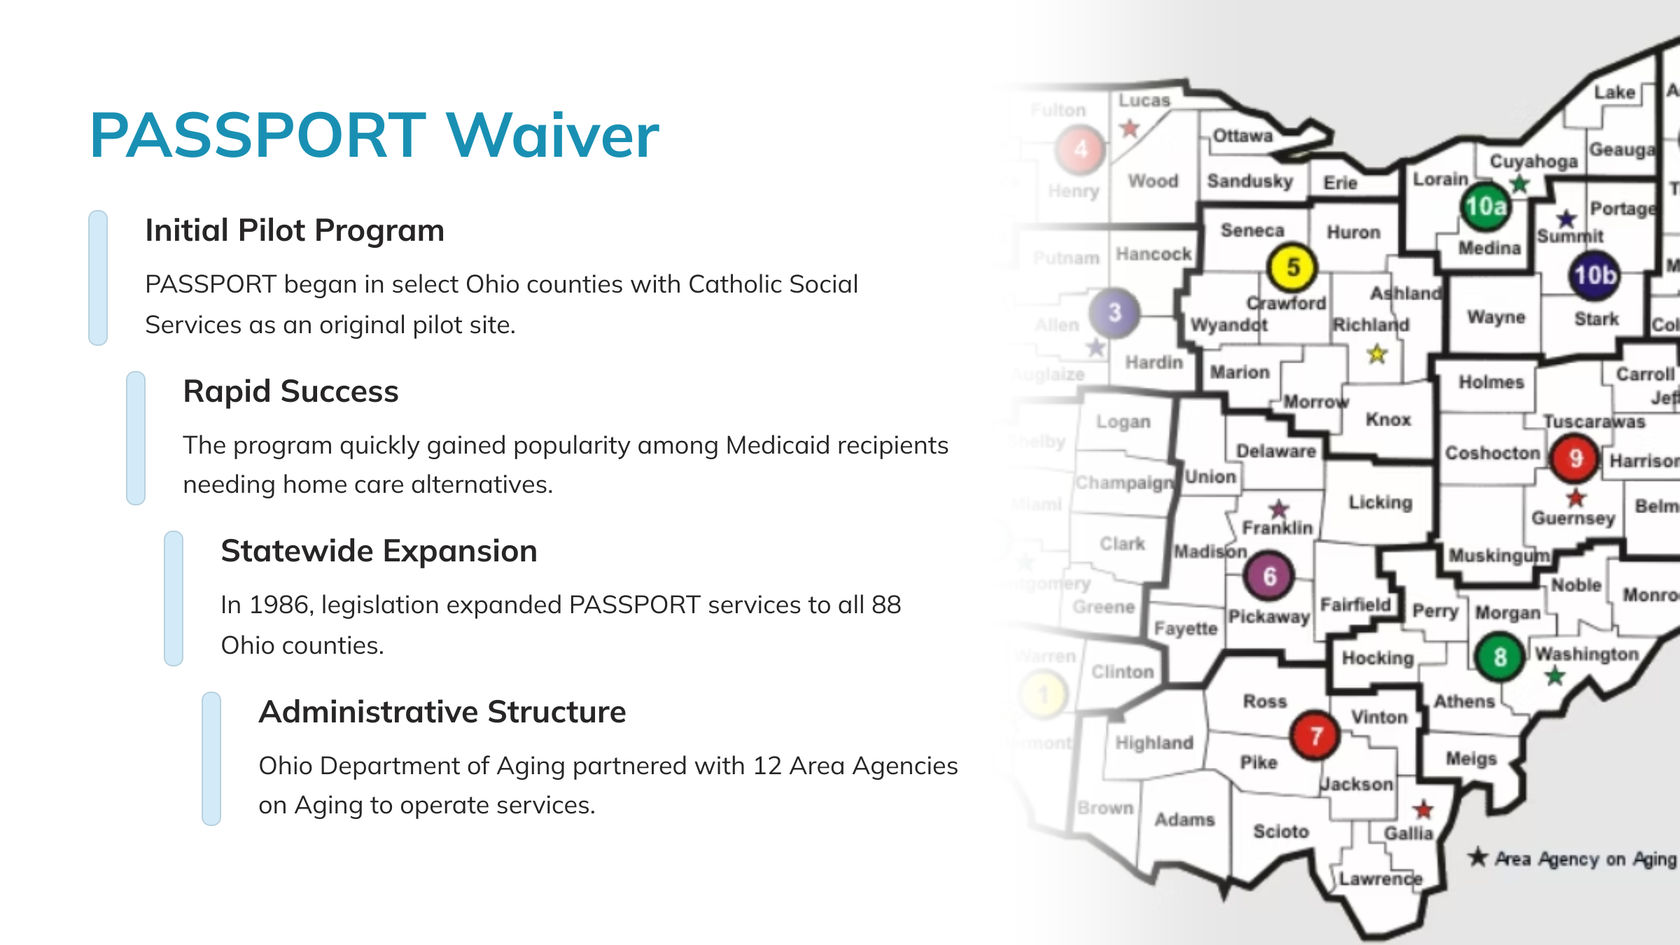 PASSPORT Waiver
Initial Pilot Program
PASSPORT began in select Ohio counties with Catholic Social
Services as an original pilot site.
Rapid Success
The program quickly gained popularity among Medicaid recipients
needing home care alternatives.
Statewide Expansion
In 1986, legislation expanded PASSPORT services to all 88
Ohio counties.
Administrative Structure
Ohio Department of Aging partnered with 12 Area Agencies
on Aging to operate services.
Fulton
Lucas
4
Henry
Wood
Ottawa
Sandusky
Erie
Lorain
Cuyahoga
Lake
Geauga
10a
Medina
Summit
Portage
10b
Stark
Wayne
Putnam
Hancock
Seneca
Huron
5
Crawford
Ashland
Wyandot
Richland
3
Allen
Hardin
Auglaize
Marion
Morrow
Knox
Holmes
Carroll
Tuscarawas
Coshocton
9
Harrison
Guernsey
Muskingum
Logan
Shelby
Champaign
Union
Delaware
Licking
Miami
Clark
Madison
Franklin
6
Pickaway
Fairfield
Perry
Morgan
Noble
Greene
Fayette
Hocking
8
Washington
Athens
Warren
Clinton
1
Ross
Vinton
7
Highland
Pike
Jackson
Meigs
Brown
Adams
Scioto
Gallia
Lawrence
Area Agency on Aging